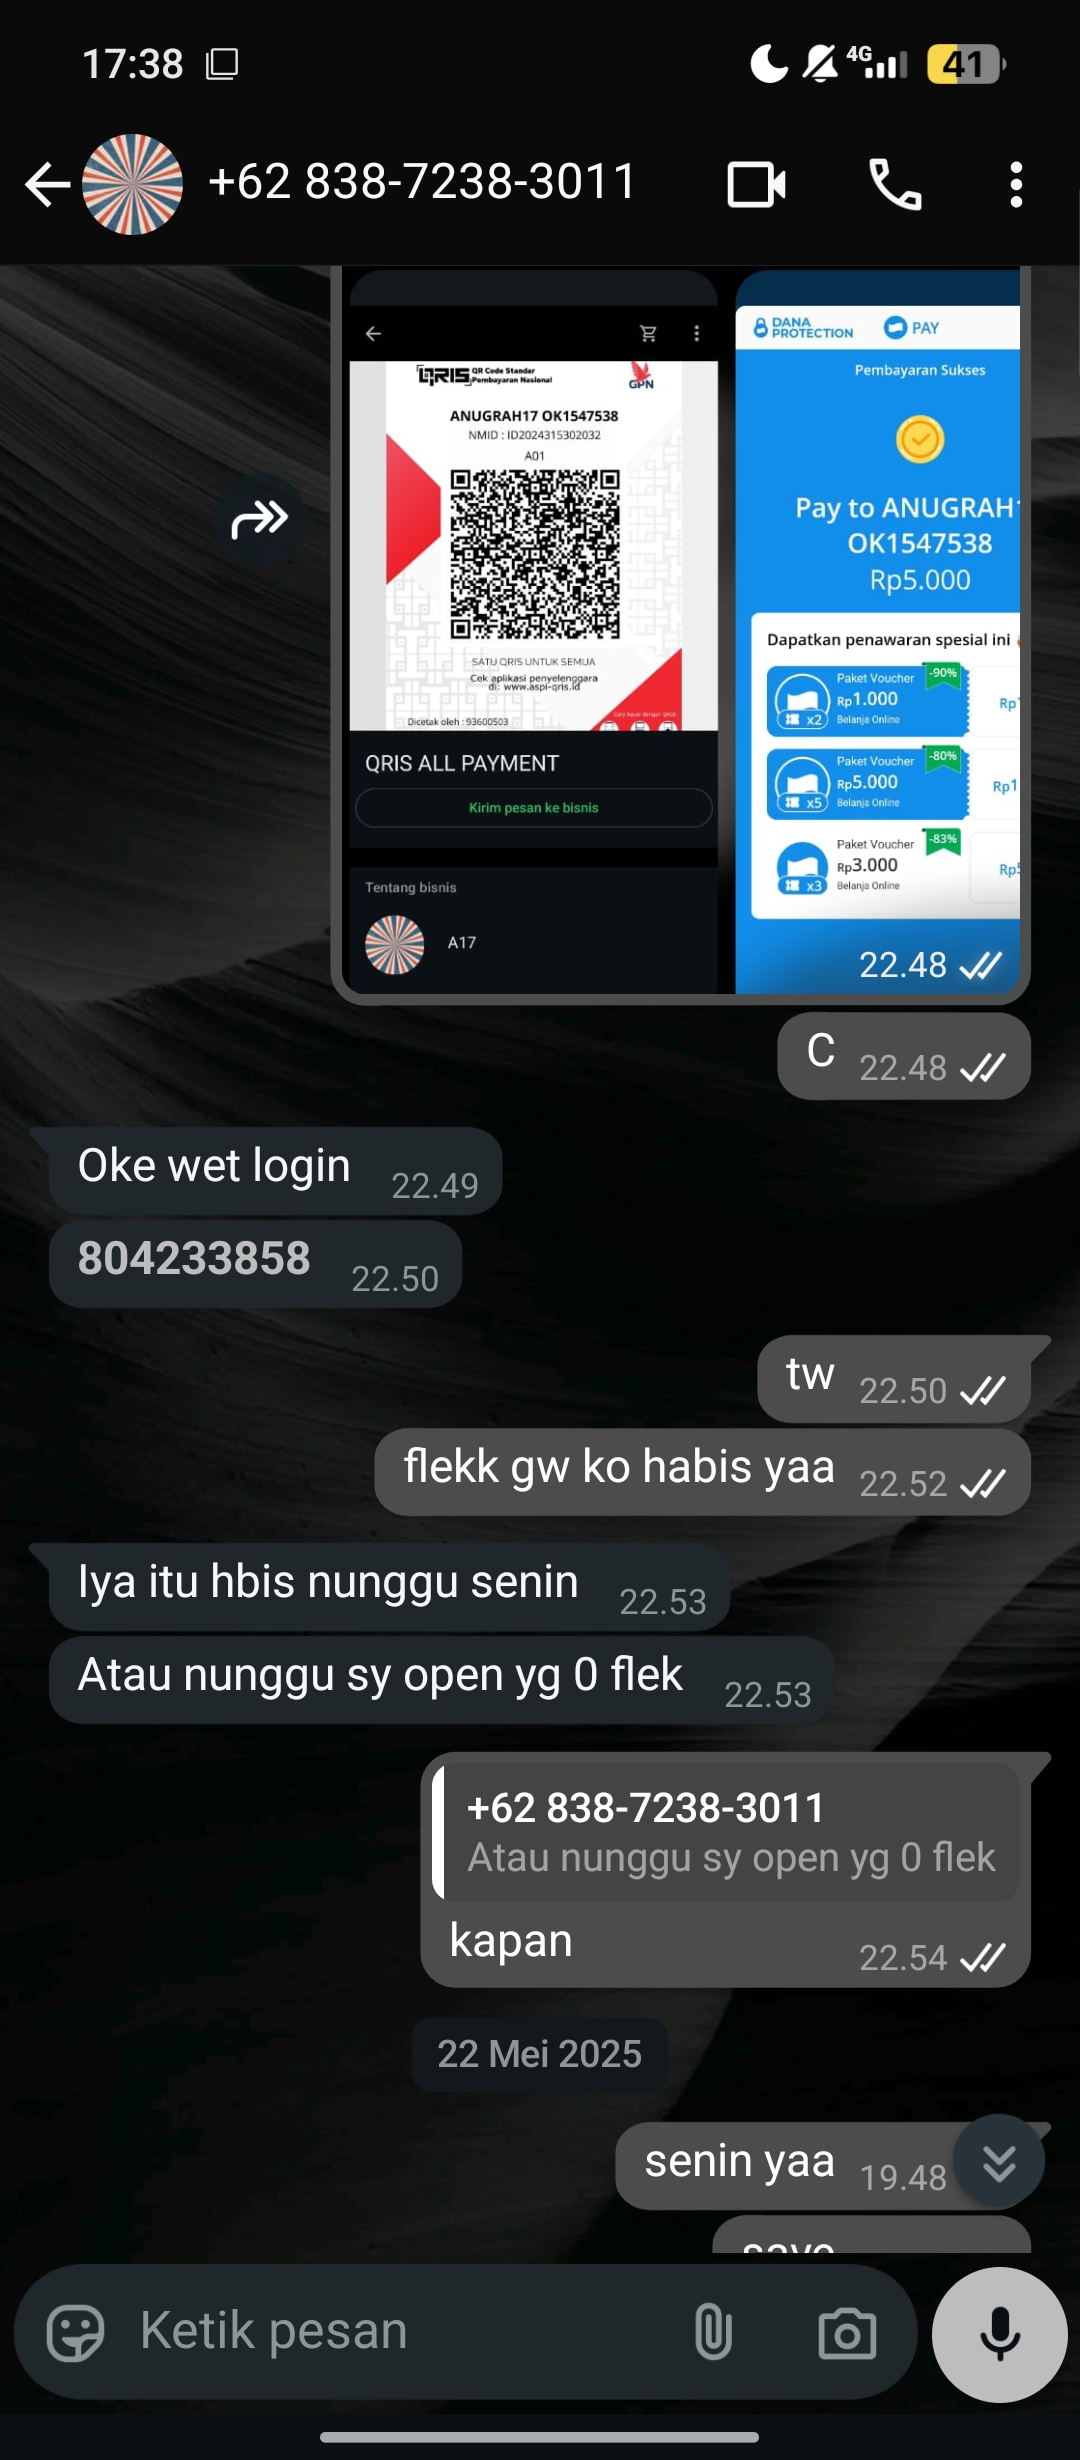 17:38
4G
41
+62 838-7238-3011
QRIS QR Code Standar
Pembayaran Nasional
GPN
ANUGRAH17 OK1547538
NMID : ID2024315302032
A01
SATU QRIS UNTUK SEMUA
Cek aplikasi penyelenggara
di: www.aspi-qris.id
Dicetak oleh : 93600503
QRIS ALL PAYMENT
Kirim pesan ke bisnis
Tentang bisnis
A17
DANA
PROTECTION
PAY
Pembayaran Sukses
Pay to ANUGRAH1
OK1547538
Rp5.000
Dapatkan penawaran spesial ini
Paket Voucher
-90%
Rp1.000
x2
Belanja Online
Rp1
Paket Voucher
-80%
Rp5.000
x5
Belanja Online
Rp1
Paket Voucher
-83%
Rp3.000
x3
Belanja Online
Rp5
22.48
C 22.48
Oke wet login 22.49
804233858 22.50
tw 22.50
flekk gw ko habis yaa 22.52
Iya itu hbis nunggu senin 22.53
Atau nunggu sy open yg 0 flek 22.53
+62 838-7238-3011
Atau nunggu sy open yg 0 flek
kapan 22.54
22 Mei 2025
senin yaa 19.48
Ketik pesan